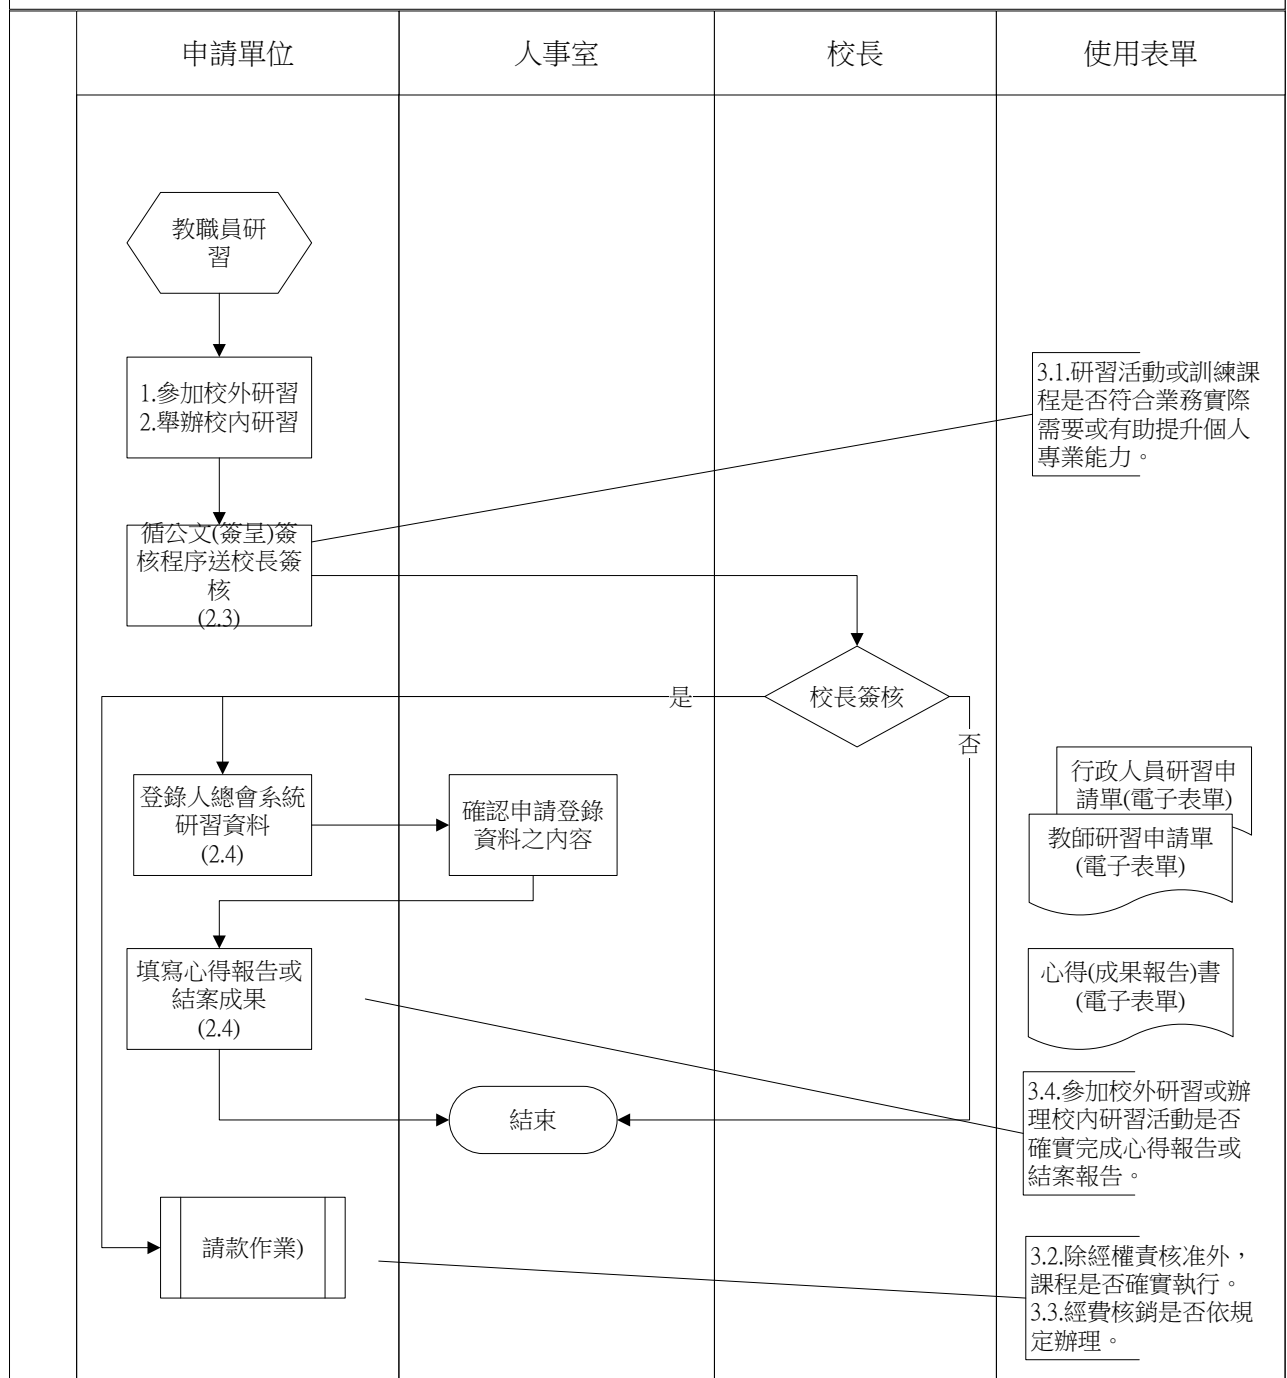 申請單位
人事室
校長
使用表單
教職員研
習
1.參加校外研習
2.舉辦校內研習
3.1.研習活動或訓練課
程是否符合業務實際
需要或有助提升個人
專業能力。
循公文(簽呈)簽
核程序送校長簽
核
(2.3)
校長簽核
是
否
登錄人總會系統
研習資料
(2.4)
確認申請登錄
資料之內容
行政人員研習申
請單(電子表單)
教師研習申請單
(電子表單)
填寫心得報告或
結案成果
(2.4)
心得(成果報告)書
(電子表單)
結束
3.4.參加校外研習或辦
理校內研習活動是否
確實完成心得報告或
結案報告。
請款作業)
3.2.除經權責核准外，
課程是否確實執行。
3.3.經費核銷是否依規
定辦理。